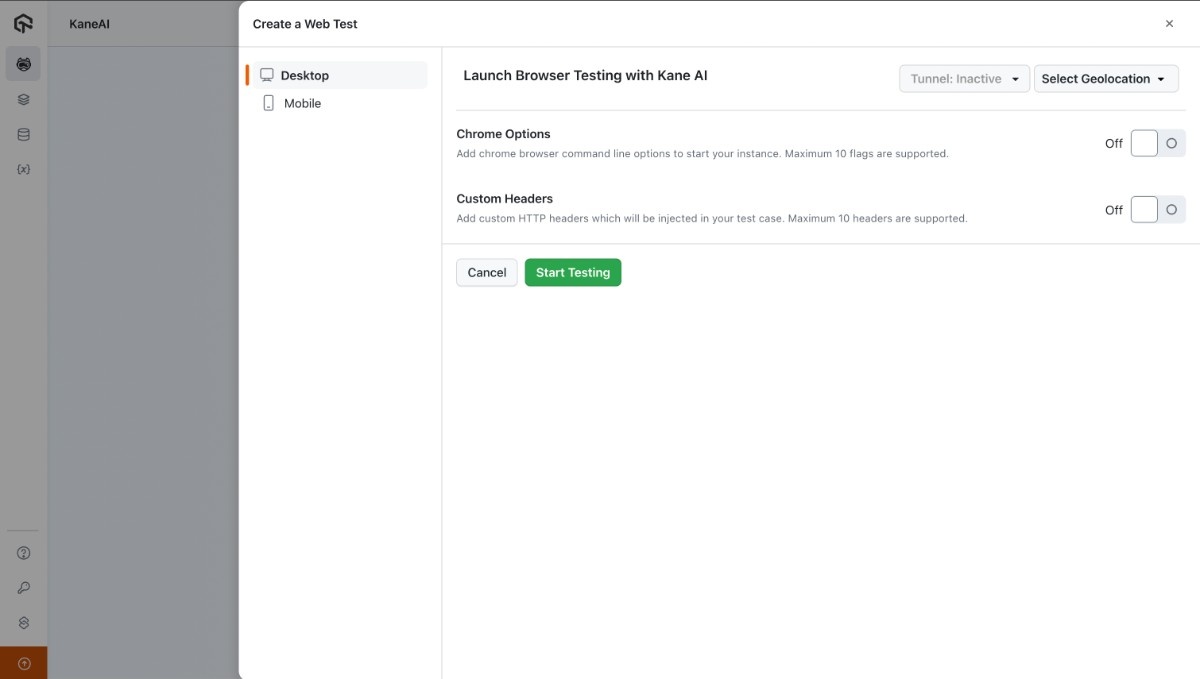 KaneAI
Create a Web Test
Desktop
Mobile
Launch Browser Testing with Kane AI
Tunnel: Inactive
Select Geolocation
Chrome Options
Add chrome browser command line options to start your instance. Maximum 10 flags are supported.
Off
Custom Headers
Add custom HTTP headers which will be injected in your test case. Maximum 10 headers are supported.
Off
Cancel
Start Testing